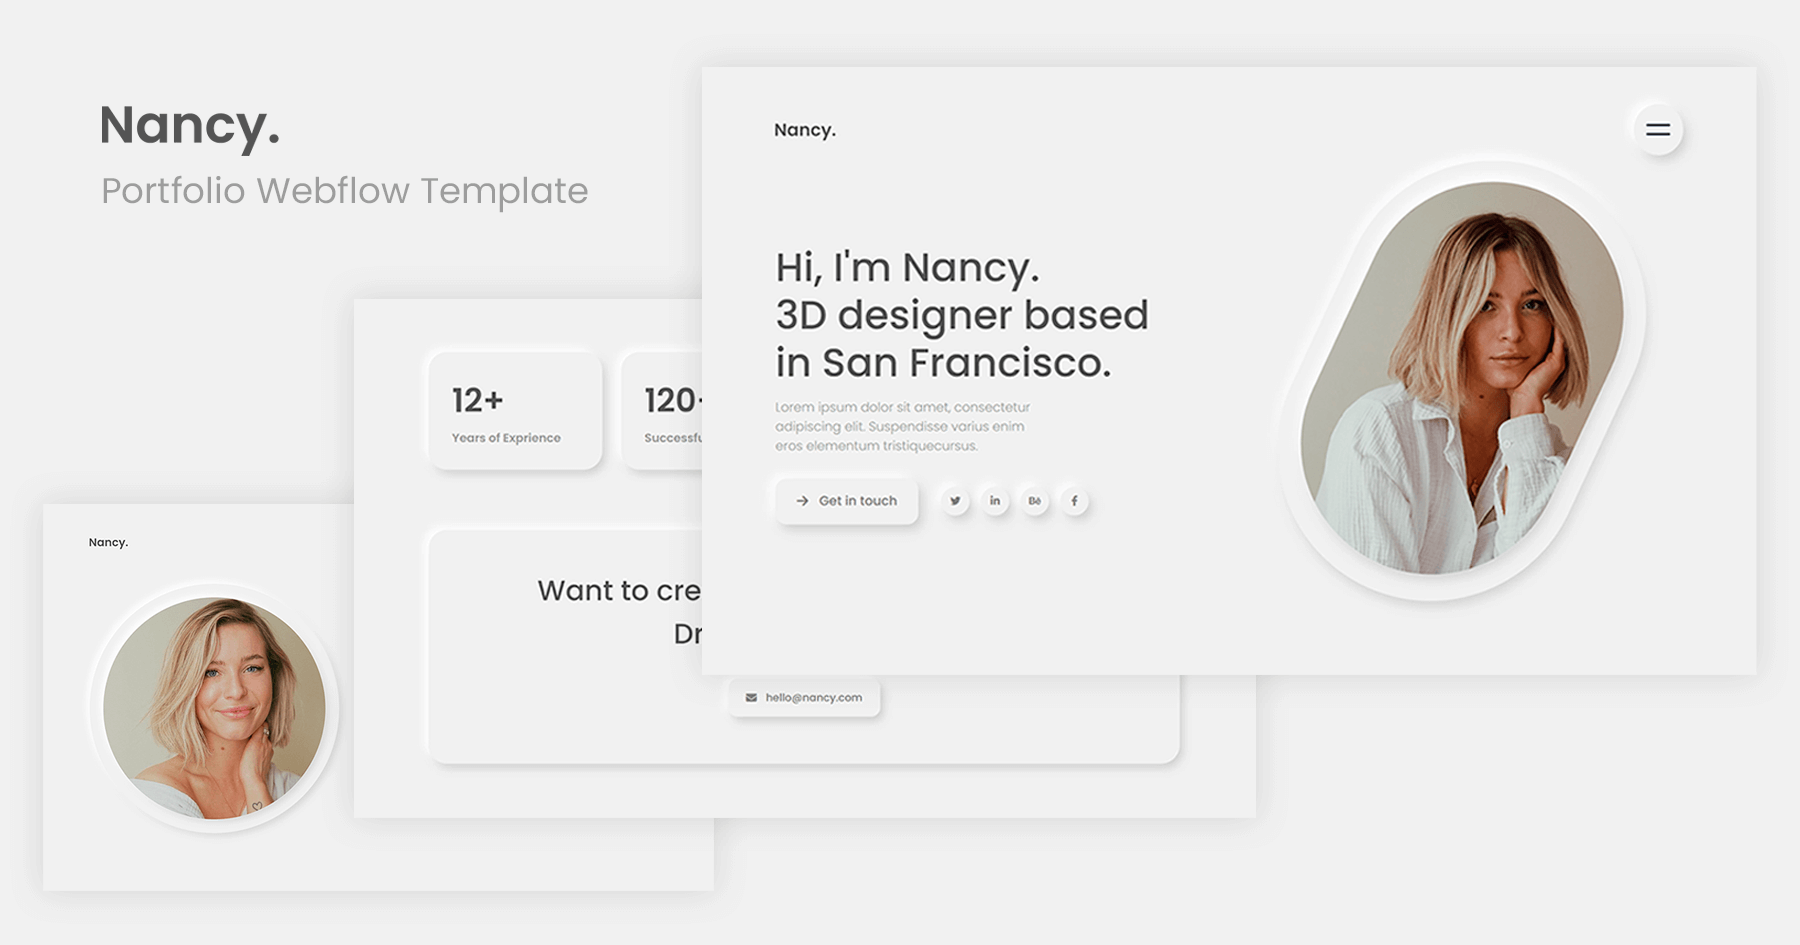 Nancy.
Portfolio Webflow Template
Nancy.
Hi, I'm Nancy.
3D designer based
in San Francisco.
Lorem ipsum dolor sit amet, consectetur
adipiscing elit. Suspendisse varius enim
eros elementum tristiquecursus.
Get in touch
in
Bē
f
12+
Years of Exprience
120
Successfu
Want to cre
Dr
hello@nancy.com
Nancy.